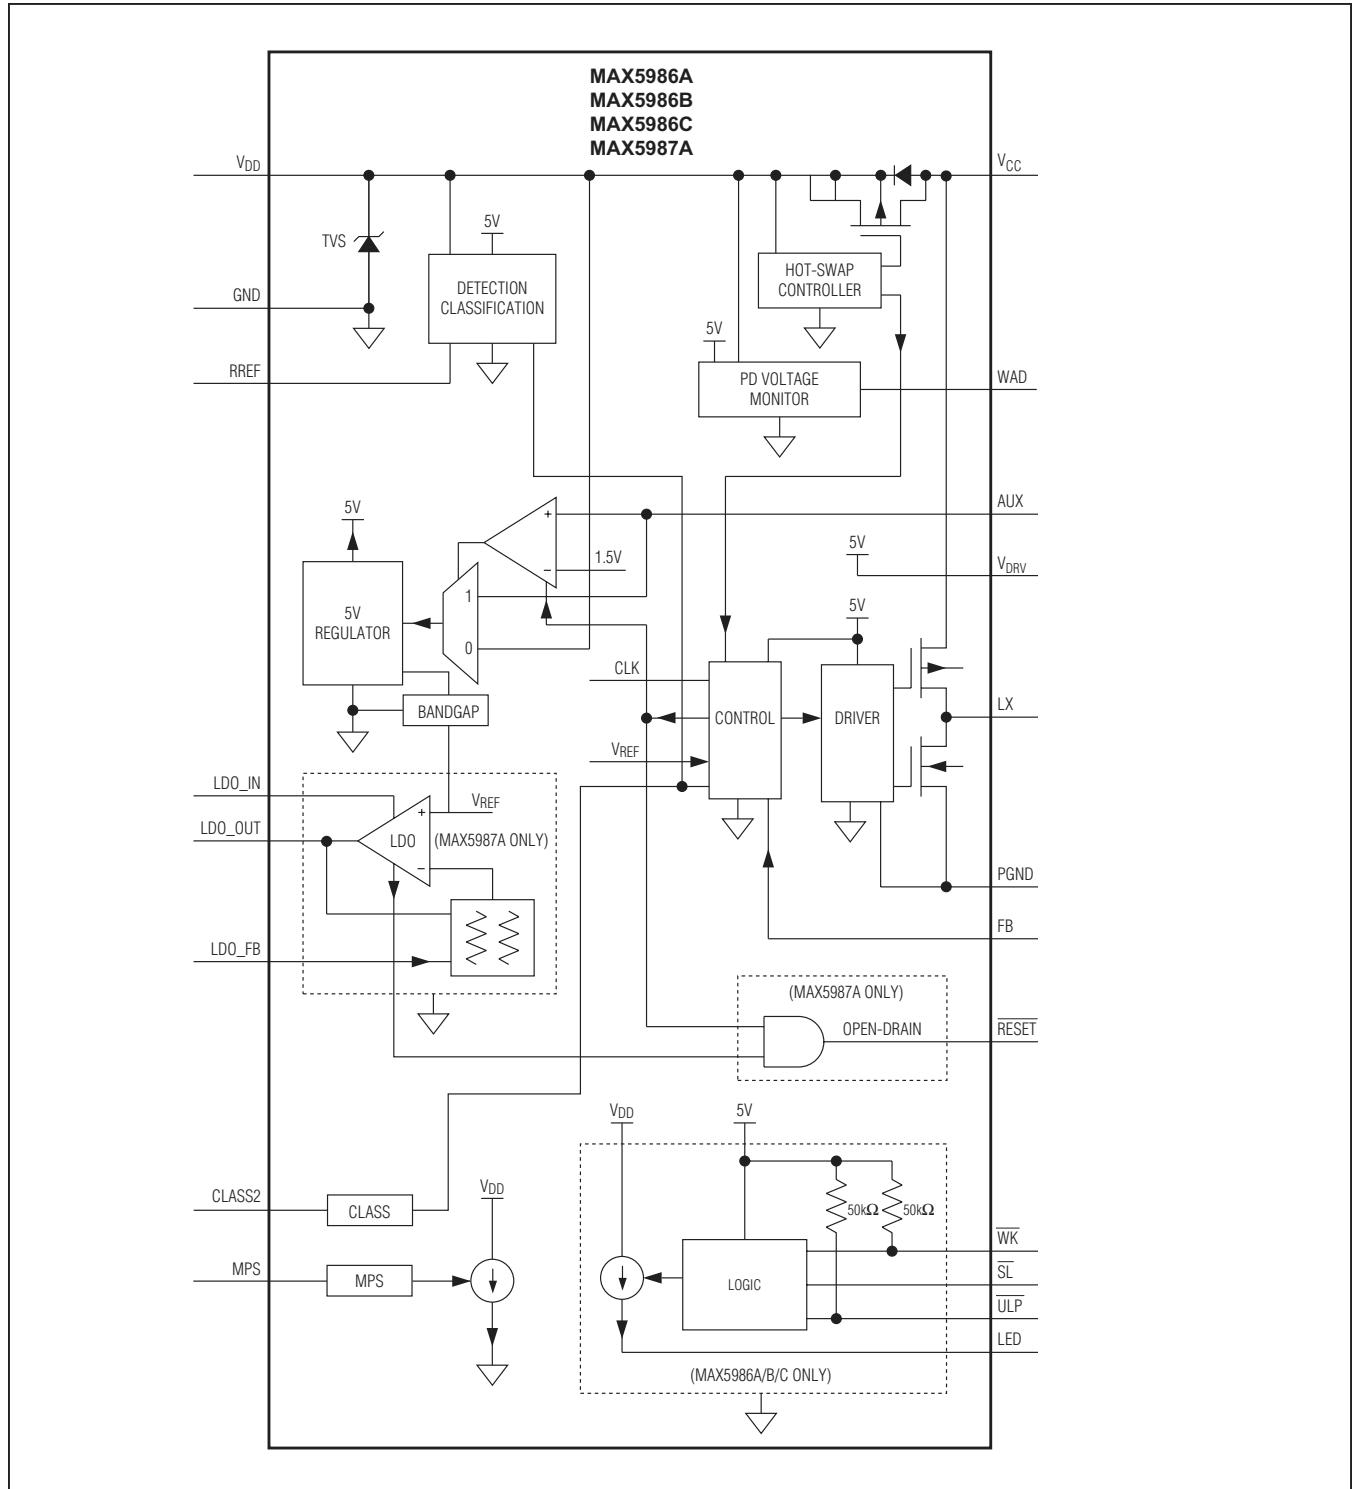 MAX5986A
MAX5986B
MAX5986C
MAX5987A
VDD
VCC
TVS
5V
DETECTION
CLASSIFICATION
HOT-SWAP
CONTROLLER
GND
5V
RREF
PD VOLTAGE
MONITOR
WAD
5V
AUX
+
−
1.5V
5V
VDRV
5V
REGULATOR
1
0
5V
CLK
BANDGAP
CONTROL
DRIVER
LX
VREF
LDO_IN
VREF
LDO_OUT
LDO
+
−
(MAX5987A ONLY)
PGND
FB
LDO_FB
(MAX5987A ONLY)
OPEN-DRAIN
RESET
VDD
5V
CLASS2
CLASS
VDD
50kΩ
50kΩ
WK
MPS
MPS
LOGIC
SL
ULP
LED
(MAX5986A/B/C ONLY)